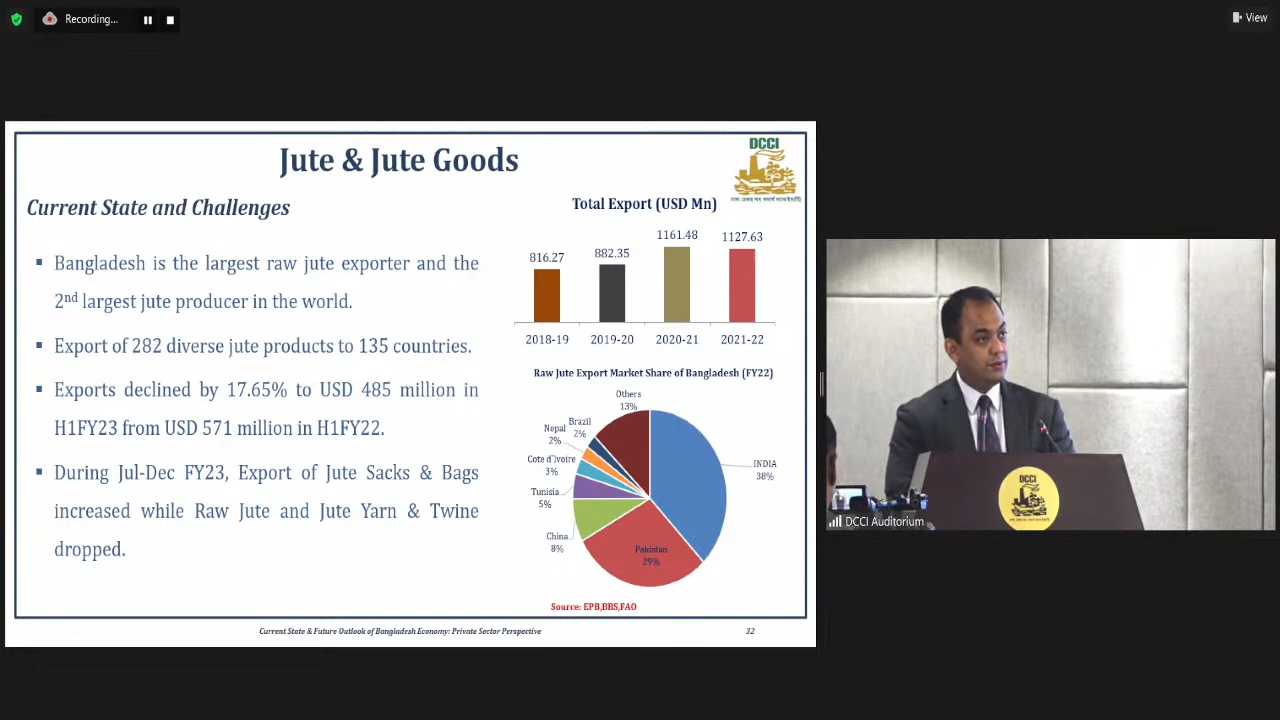 Recording...
View
Jute & Jute Goods
DCCI
Current State and Challenges
Bangladesh is the largest raw jute exporter and the
2nd largest jute producer in the world.
Export of 282 diverse jute products to 135 countries.
Exports declined by 17.65% to USD 485 million in
H1FY23 from USD 571 million in H1FY22.
During Jul-Dec FY23, Export of Jute Sacks & Bags
increased while Raw Jute and Jute Yarn & Twine
dropped.
Total Export (USD Mn)
816.27
882.35
1161.48
1127.63
2018-19
2019-20
2020-21
2021-22
Raw Jute Export Market Share of Bangladesh (FY22)
Others
13%
Brazil
2%
Nepal
2%
Cote d'Ivoire
3%
Tunisia
5%
China
8%
Pakistan
29%
INDIA
38%
Source: EPB,BBS,FAO
Current State & Future Outlook of Bangladesh Economy: Private Sector Perspective
32
DCCI
DCCI Auditorium